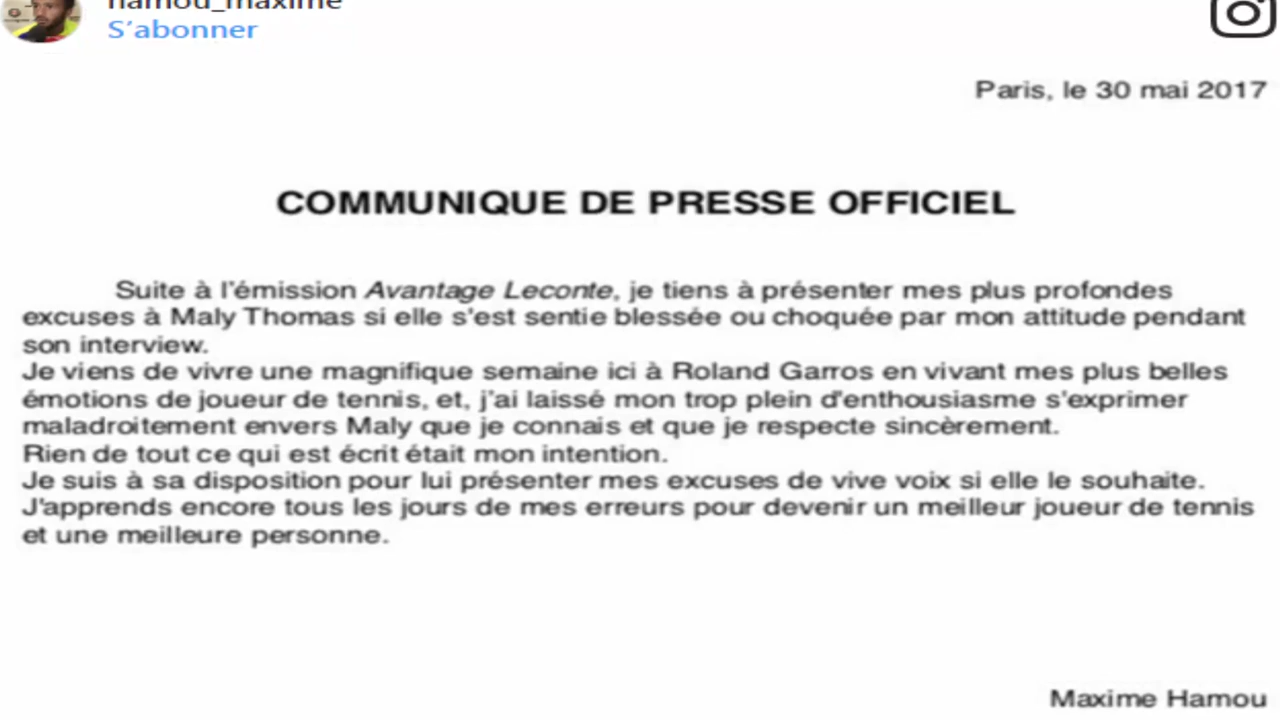 hamou_maxime
S'abonner
Paris, le 30 mai 2017
COMMUNIQUE DE PRESSE OFFICIEL
Suite à l'émission Avantage Leconte, je tiens à présenter mes plus profondes
excuses à Maly Thomas si elle s'est sentie blessée ou choquée par mon attitude pendant
son interview.
Je viens de vivre une magnifique semaine ici à Roland Garros en vivant mes plus belles
émotions de joueur de tennis, et, j'ai laissé mon trop plein d'enthousiasme s'exprimer
maladroitement envers Maly que je connais et que je respecte sincèrement.
Rien de tout ce qui est écrit était mon intention.
Je suis à sa disposition pour lui présenter mes excuses de vive voix si elle le souhaite.
J'apprends encore tous les jours de mes erreurs pour devenir un meilleur joueur de tennis
et une meilleure personne.
Maxime Hamou